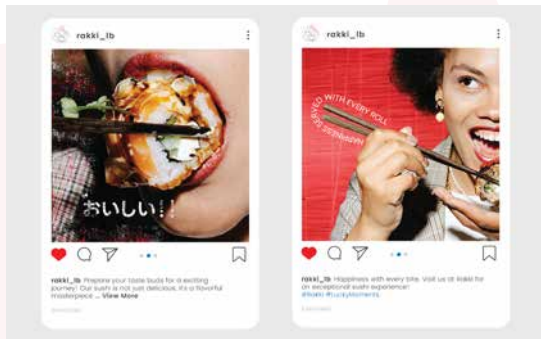 rakki_lb
おいしい!!
rakki_lb Prepare your taste buds for a exciting
journey! Our sushi is not just delicious, it's a flavorful
masterpiece ... View More
rakki_lb
HAPPINESS SERVED WITH EVERY ROLL
rakki_lb Happiness with every bite. Visit us at Rakki for
an exceptional sushi experience!
#Rakki #LuckyMoments